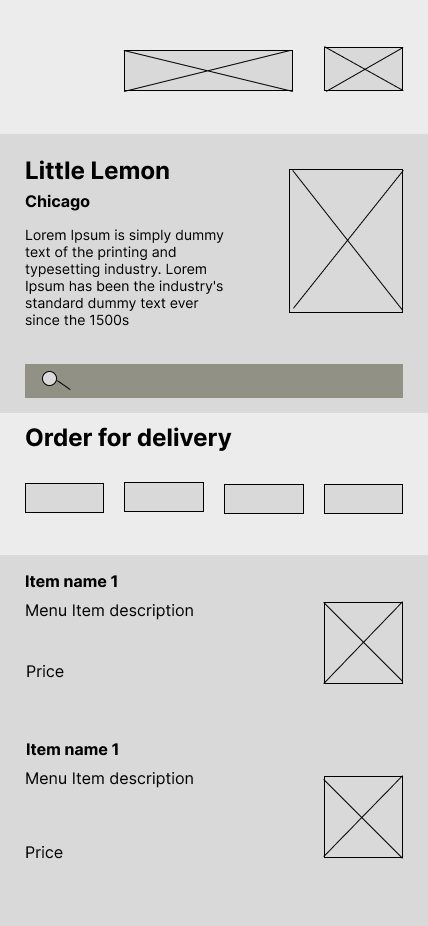 Little Lemon
Chicago
Lorem Ipsum is simply dummy
text of the printing and
typesetting industry. Lorem
Ipsum has been the industry's
standard dummy text ever
since the 1500s
Order for delivery
Item name 1
Menu Item description
Price
Item name 1
Menu Item description
Price